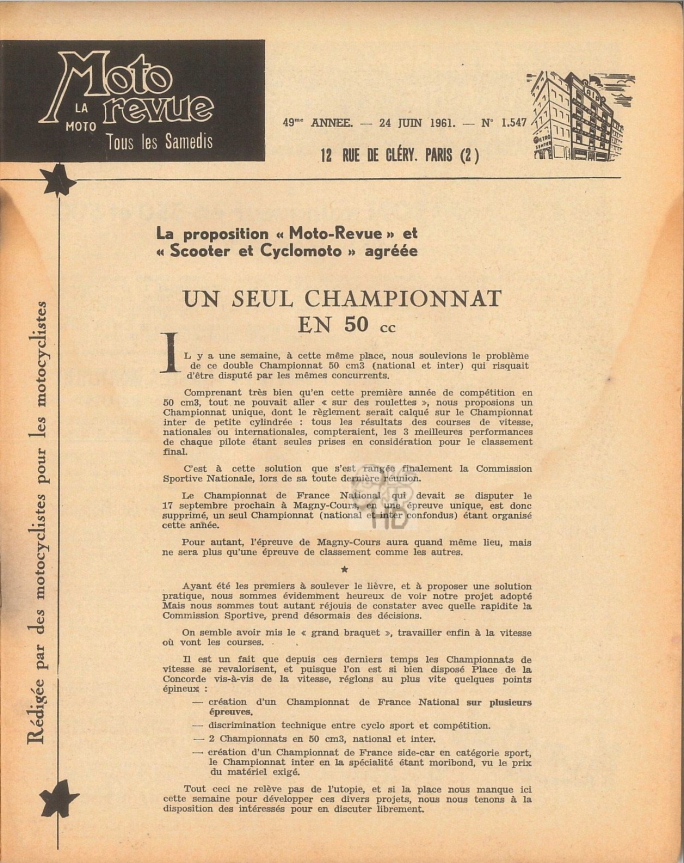 Moto
revue
LA
MOTO
Tous les Samedis
49me ANNEE. — 24 JUIN 1961. — N° 1.547
12 RUE DE CLÉRY. PARIS (2)
Rédigée par des motocyclistes pour les motocyclistes
La proposition « Moto-Revue » et
« Scooter et Cyclomoto » agréée
UN SEUL CHAMPIONNAT
EN 50 cc
IL y a une semaine, à cette même place, nous soulevions le problème
de ce double Championnat 50 cm3 (national et inter) qui risquait
d'être disputé par les mêmes concurrents.
Comprenant très bien qu'en cette première année de compétition en
50 cm3, tout ne pouvait aller « sur des roulettes », nous proposions un
Championnat unique, dont le règlement serait calqué sur le Championnat
inter de petite cylindrée : tous les résultats des courses de vitesse,
nationales ou internationales, compteraient, les 3 meilleures performances
de chaque pilote étant seules prises en considération pour le classement
final.
C'est à cette solution que s'est rangée finalement la Commission
Sportive Nationale, lors de sa toute dernière réunion.
Le Championnat de France National qui devait se disputer le
17 septembre prochain à Magny-Cours en une épreuve unique, est donc
supprimé, un seul Championnat (national et inter confondus) étant organisé
cette année.
Pour autant, l'épreuve de Magny-Cours aura quand même lieu, mais
ne sera plus qu'une épreuve de classement comme les autres.
Ayant été les premiers à soulever le lièvre, et à proposer une solution
pratique, nous sommes évidemment heureux de voir notre projet adopté
Mais nous sommes tout autant réjouis de constater avec quelle rapidite la
Commission Sportive, prend désormais des décisions.
On semble avoir mis le « grand braquet », travailler enfin à la vitesse
où vont les courses.
Il est un fait que depuis ces derniers temps les Championnats de
vitesse se revalorisent, et puisque l'on est si bien disposé Place de la
Concorde vis-à-vis de la vitesse, réglons au plus vite quelques points
épineux :
— création d'un Championnat de France National sur plusieurs
épreuves,
— discrimination technique entre cyclo sport et compétition.
— 2 Championnats en 50 cm3, national et inter.
— création d'un Championnat de France side-car en catégorie sport,
le Championnat inter en la spécialité étant moribond, vu le prix
du matériel exigé.
Tout ceci ne relève pas de l'utopie, et si la place nous manque ici
cette semaine pour développer ces divers projets, nous nous tenons à la
disposition des intéressés pour en discuter librement.